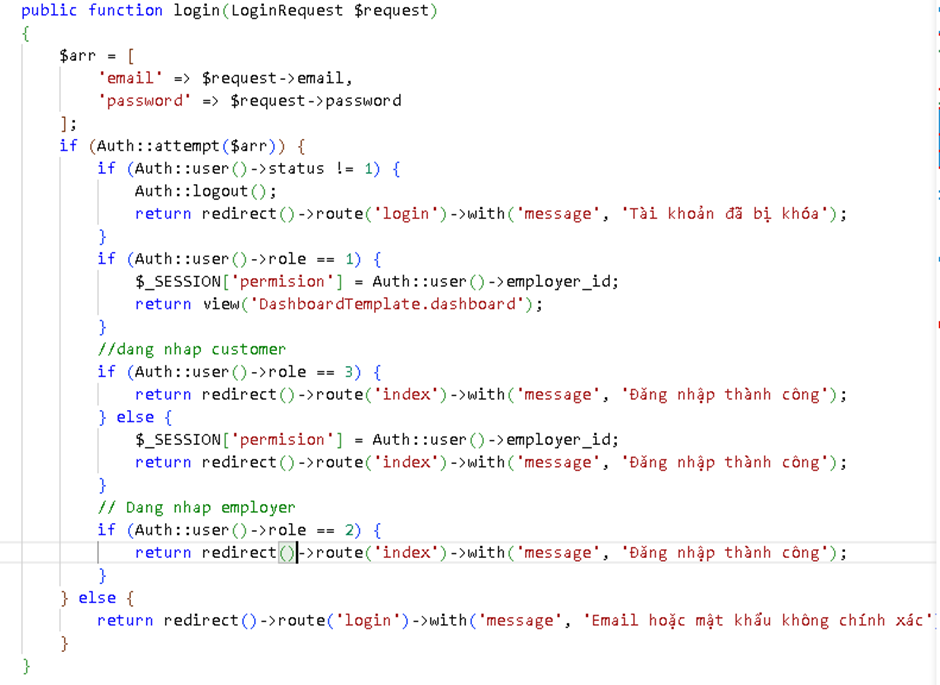 public function login(LoginRequest $request)
{
    $arr = [
        'email' => $request->email,
        'password' => $request->password
    ];
    if (Auth::attempt($arr)) {
        if (Auth::user()->status != 1) {
            Auth::logout();
            return redirect()->route('login')->with('message', 'Tài khoản đã bị khóa');
        }
        if (Auth::user()->role == 1) {
            $_SESSION['permision'] = Auth::user()->employer_id;
            return view('DashboardTemplate.dashboard');
        }
        //dang nhap customer
        if (Auth::user()->role == 3) {
            return redirect()->route('index')->with('message', 'Đăng nhập thành công');
        } else {
            $_SESSION['permision'] = Auth::user()->employer_id;
            return redirect()->route('index')->with('message', 'Đăng nhập thành công');
        }
        // Dang nhap employer
        if (Auth::user()->role == 2) {
            return redirect()->route('index')->with('message', 'Đăng nhập thành công');
        }
    } else {
        return redirect()->route('login')->with('message', 'Email hoặc mật khẩu không chính xác')
    }
}